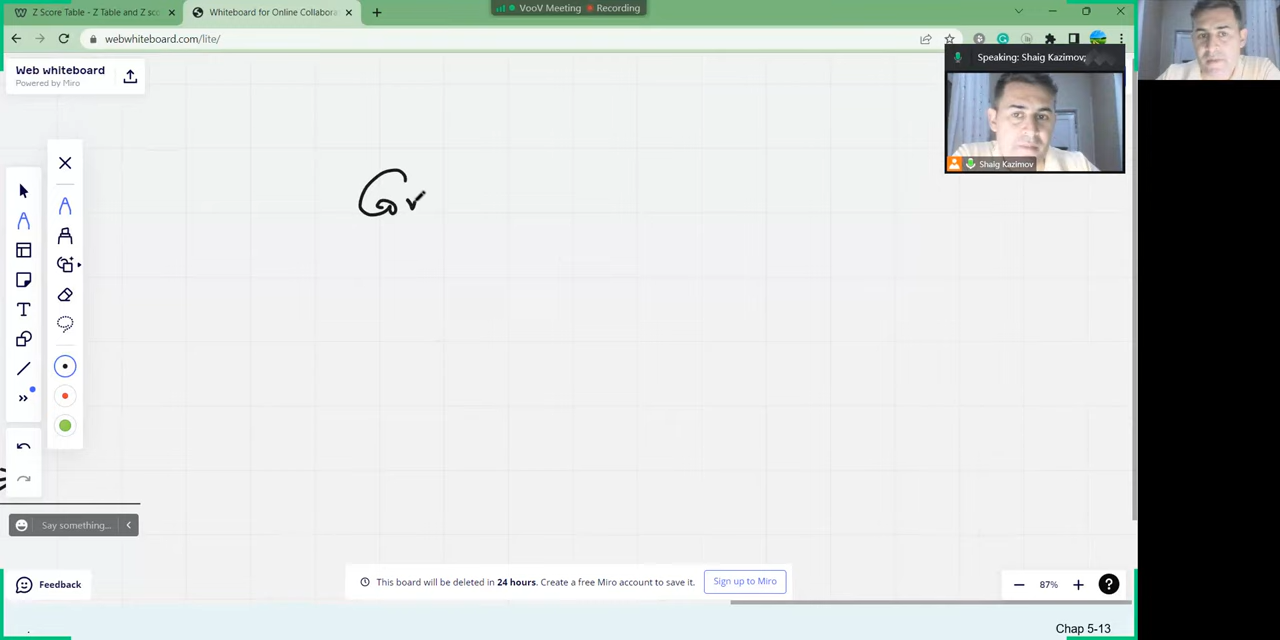 Z Score Table - Z Table and Z sco
Whiteboard for Online Collabora
VooV Meeting
Recording
webwhiteboard.com/lite/
Speaking: Shaig Kazimov;
Web whiteboard
Powered by Miro
Shaig Kazimov
Gr
Say something...
Feedback
This board will be deleted in 24 hours. Create a free Miro account to save it.
Sign up to Miro
87%
Chap 5-13